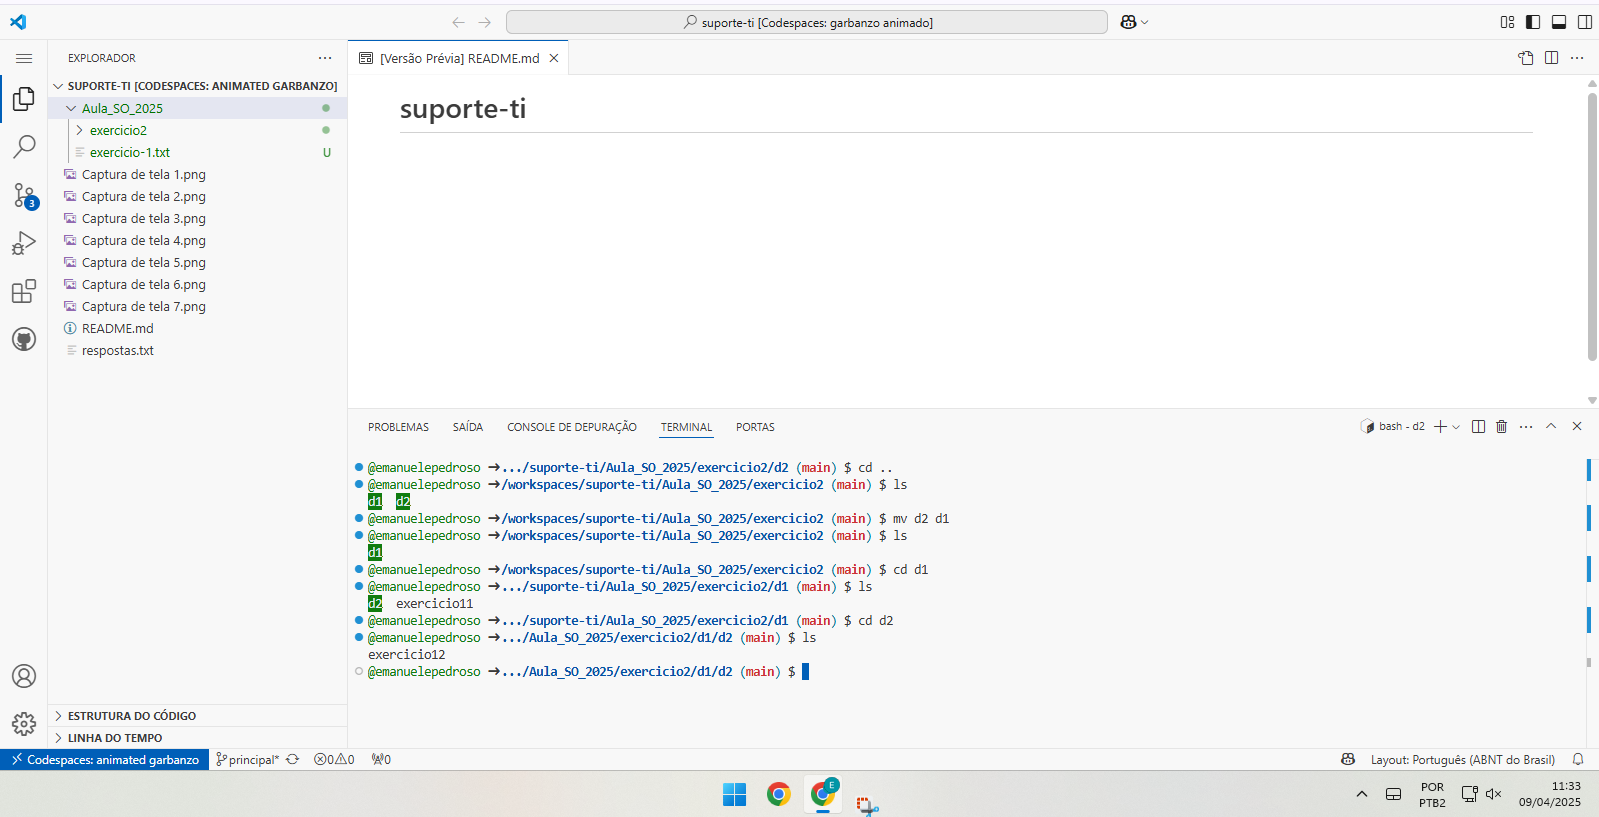 suporte-ti [Codespaces: garbanzo animado]
EXPLORADOR
SUPORTE-TI [CODESPACES: ANIMATED GARBANZO]
Aula_SO_2025
exercicio2
exercicio-1.txt U
Captura de tela 1.png
Captura de tela 2.png
Captura de tela 3.png
3
Captura de tela 4.png
Captura de tela 5.png
Captura de tela 6.png
Captura de tela 7.png
README.md
respostas.txt
ESTRUTURA DO CÓDIGO
LINHA DO TEMPO
[Versão Prévia] README.md
suporte-ti
PROBLEMAS SAÍDA CONSOLE DE DEPURAÇÃO TERMINAL PORTAS
bash - d2
@emanuelepedroso →.../suporte-ti/Aula_SO_2025/exercicio2/d2 (main) $ cd ..
@emanuelepedroso →/workspaces/suporte-ti/Aula_SO_2025/exercicio2 (main) $ ls
d1 d2
@emanuelepedroso →/workspaces/suporte-ti/Aula_SO_2025/exercicio2 (main) $ mv d2 d1
@emanuelepedroso →/workspaces/suporte-ti/Aula_SO_2025/exercicio2 (main) $ ls
d1
@emanuelepedroso →/workspaces/suporte-ti/Aula_SO_2025/exercicio2 (main) $ cd d1
@emanuelepedroso →.../suporte-ti/Aula_SO_2025/exercicio2/d1 (main) $ ls
d2 exercicio11
@emanuelepedroso →.../suporte-ti/Aula_SO_2025/exercicio2/d1 (main) $ cd d2
@emanuelepedroso →.../Aula_SO_2025/exercicio2/d1/d2 (main) $ ls
exercicio12
@emanuelepedroso →.../Aula_SO_2025/exercicio2/d1/d2 (main) $
Codespaces: animated garbanzo principal* 0 0 0 Layout: Português (ABNT do Brasil)
E
POR
PTB2
11:33
09/04/2025